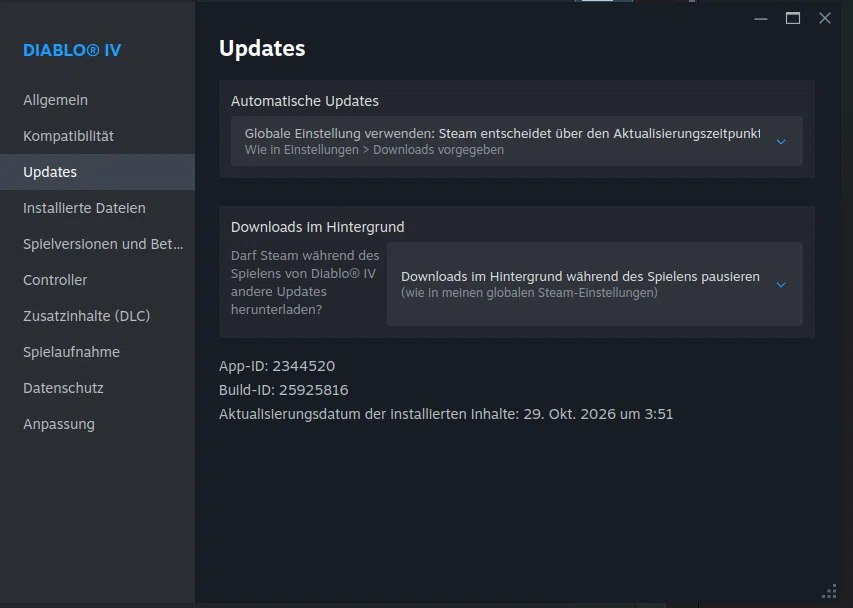 DIABLO® IV
Allgemein
Kompatibilität
Updates
Installierte Dateien
Spielversionen und Bet...
Controller
Zusatzinhalte (DLC)
Spielaufnahme
Datenschutz
Anpassung
Updates
Automatische Updates
Globale Einstellung verwenden: Steam entscheidet über den Aktualisierungszeitpunkt
Wie in Einstellungen > Downloads vorgegeben
Downloads im Hintergrund
Darf Steam während des
Spielens von Diablo® IV
andere Updates
herunterladen?
Downloads im Hintergrund während des Spielens pausieren
(wie in meinen globalen Steam-Einstellungen)
App-ID: 2344520
Build-ID: 25925816
Aktualisierungsdatum der installierten Inhalte: 29. Okt. 2026 um 3:51